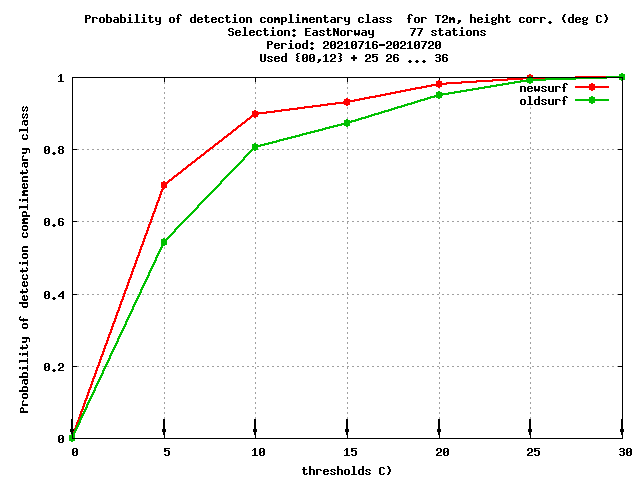 Probability of detection complimentary class  for T2m, height corr. (deg C)
Selection: EastNorway     77 stations
Period: 20210716-20210720
Used {00,12} + 25 26 ... 36
newsurf
oldsurf
Probability of detection complimentary class
1
0.8
0.6
0.4
0.2
0
0 5 10 15 20 25 30
thresholds C)